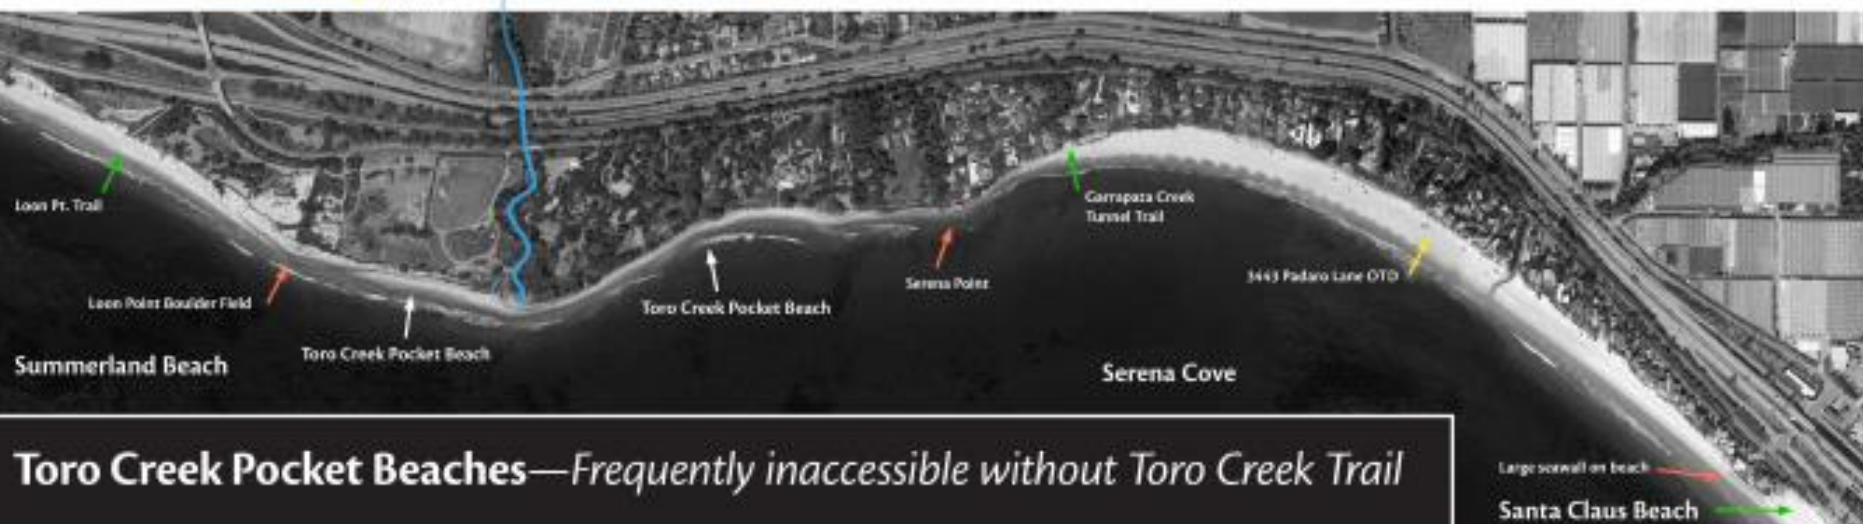 Loon Pt. Trail
Loon Point Boulder Field
Summerland Beach
Toro Creek Pocket Beach
Toro Creek Pocket Beach
Serena Point
Garrapata Creek
Tunnel Trail
3443 Padaro Lane OTD
Serena Cove
Toro Creek Pocket Beaches—Frequently inaccessible without Toro Creek Trail
Large seawall on beach
Santa Claus Beach